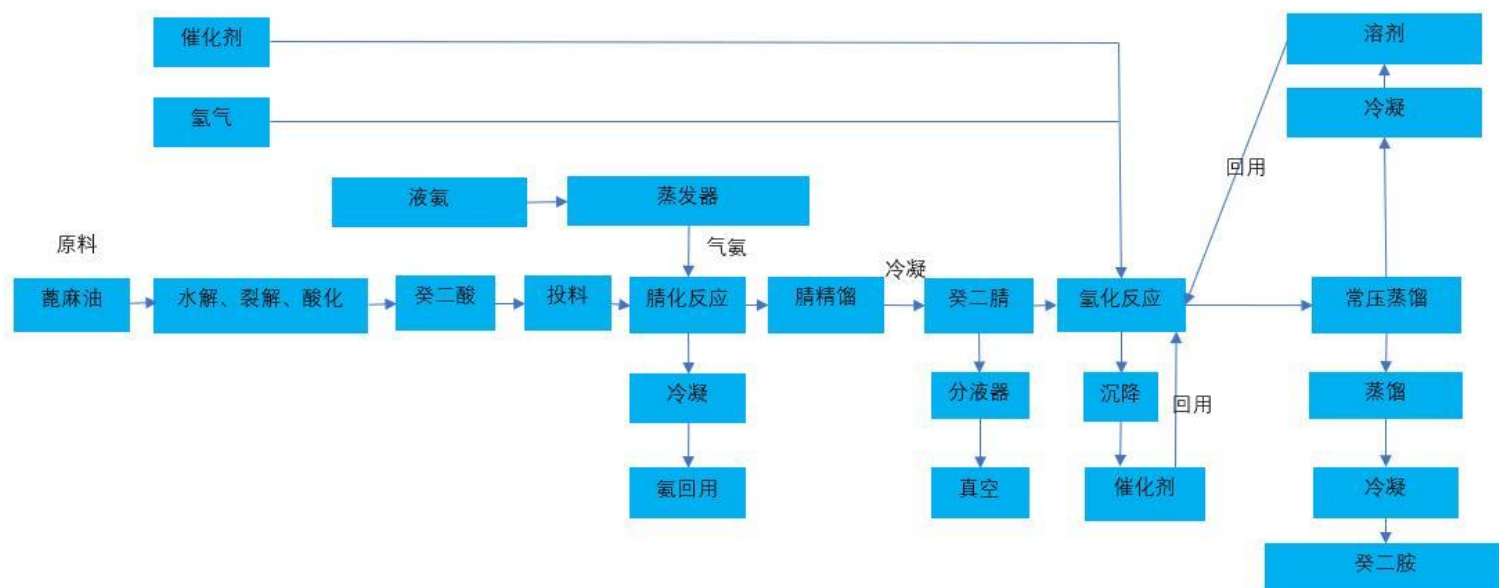 催化剂
溶剂
氢气
冷凝
回用
液氨
蒸发器
原料
气氨
冷凝
蓖麻油
水解、裂解、酸化
癸二酸
投料
腈化反应
腈精馏
癸二腈
氢化反应
常压蒸馏
冷凝
分液器
沉降
回用
蒸馏
氨回用
真空
催化剂
冷凝
癸二胺